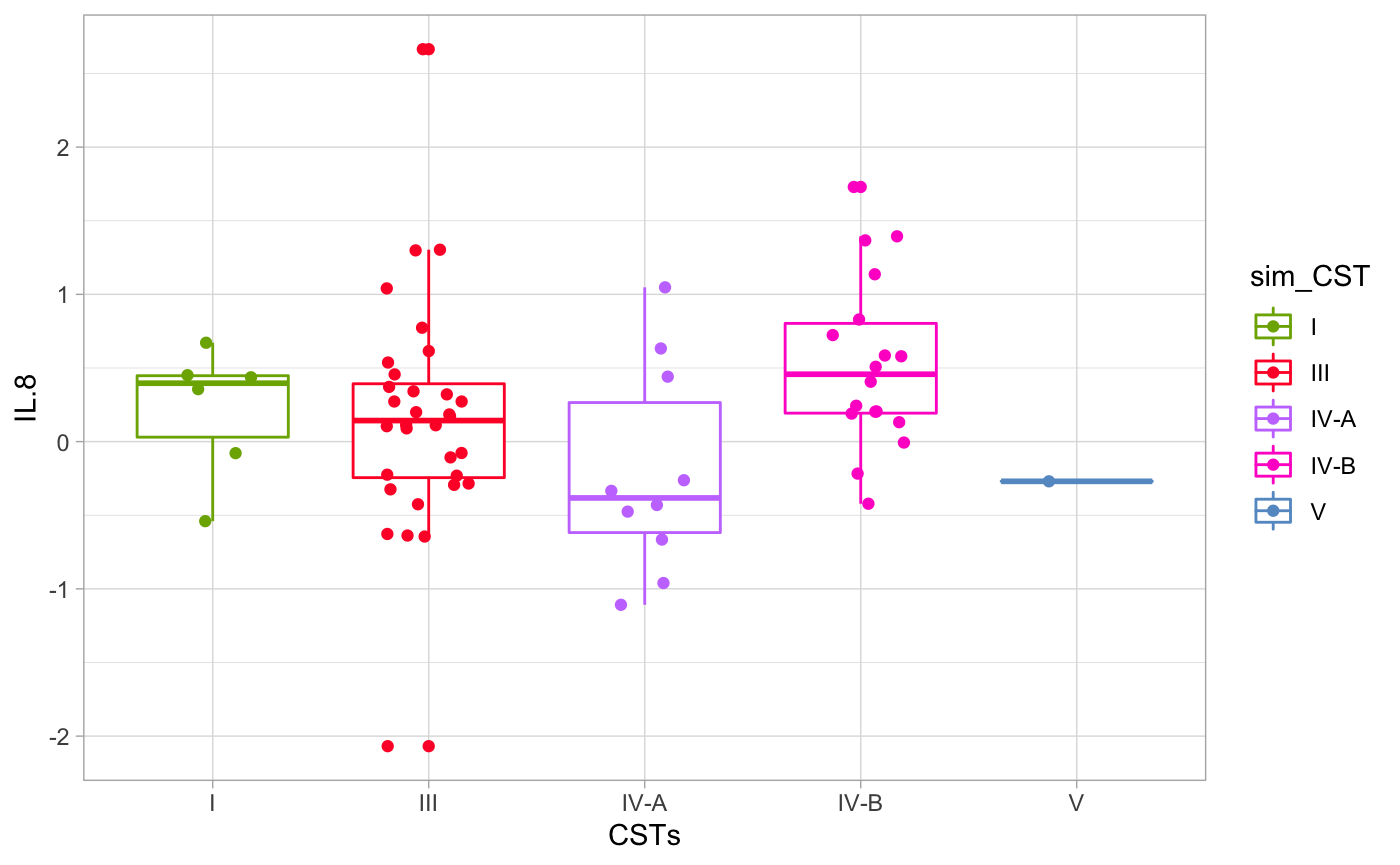 IL.8
2
1
0
-1
-2
I III IV-A IV-B V
CSTs
sim_CST
I
III
IV-A
IV-B
V